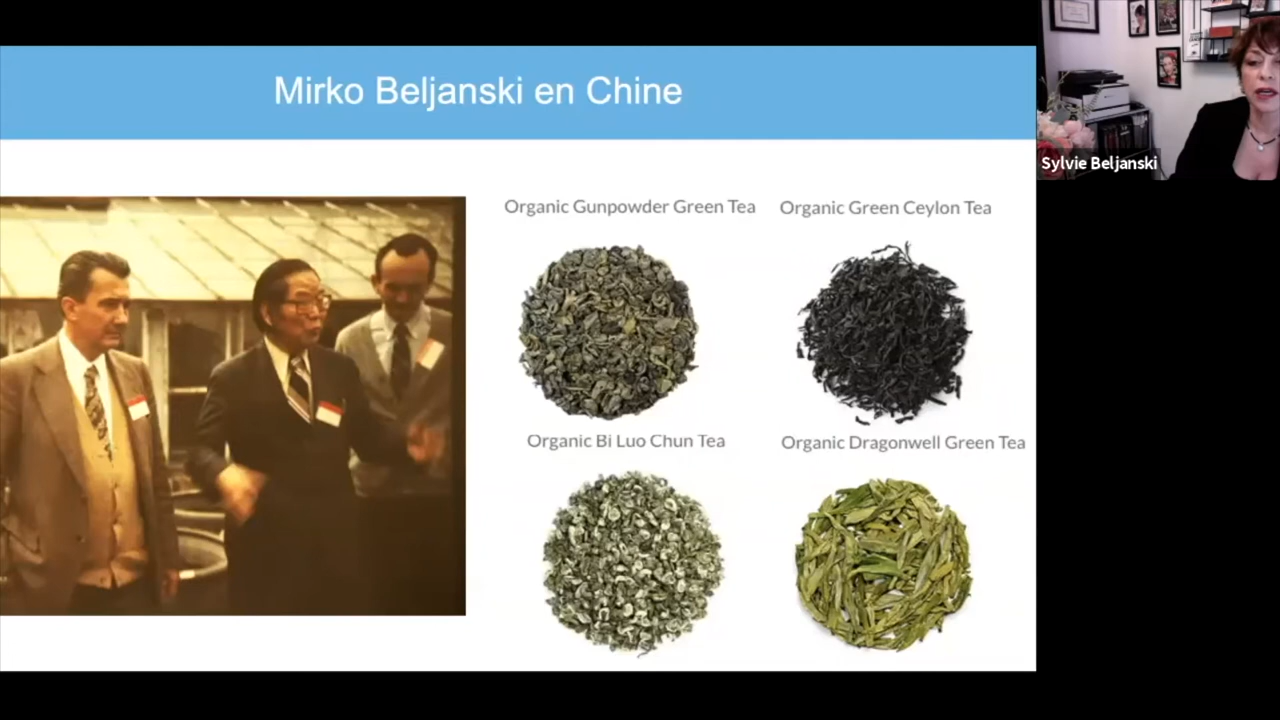 Mirko Beljanski en Chine
Sylvie Beljanski
Organic Gunpowder Green Tea
Organic Green Ceylon Tea
Organic Bi Luo Chun Tea
Organic Dragonwell Green Tea